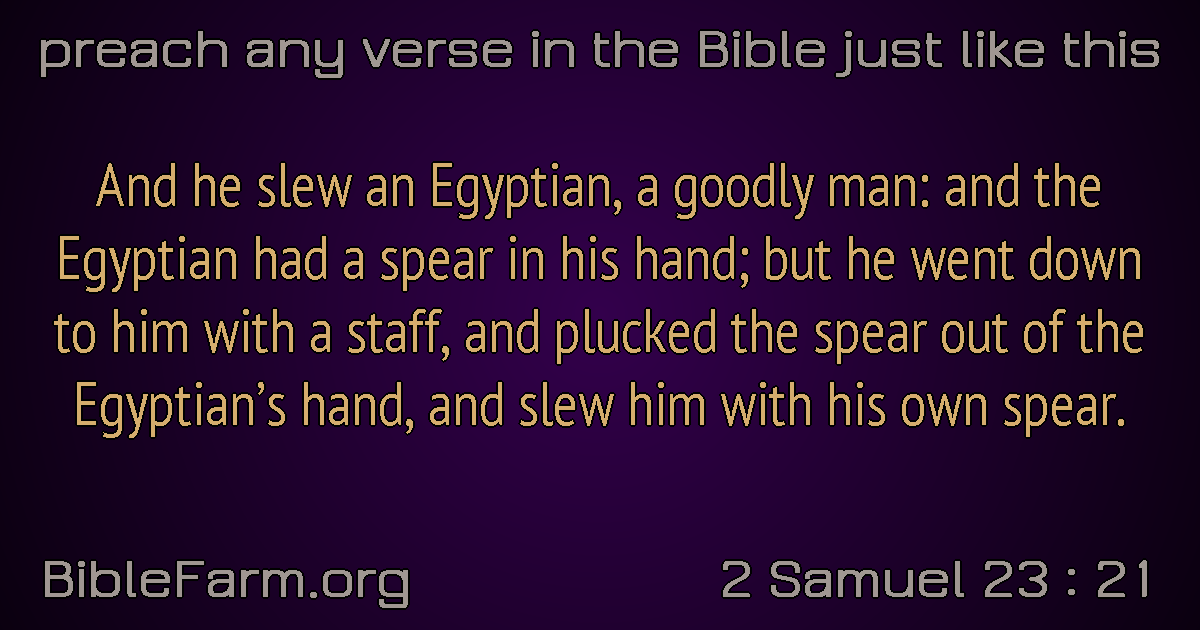 preach any verse in the Bible just like this
And he slew an Egyptian, a goodly man: and the
Egyptian had a spear in his hand; but he went down
to him with a staff, and plucked the spear out of the
Egyptian’s hand, and slew him with his own spear.
BibleFarm.org
2 Samuel 23 : 21